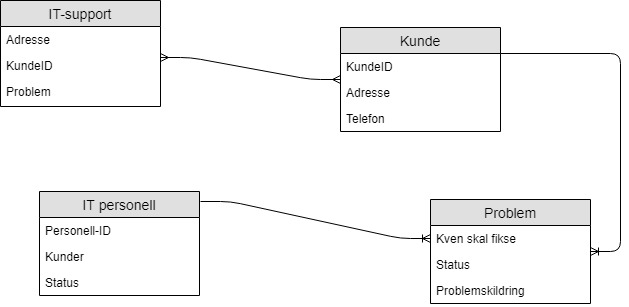 IT-support
Adresse
KundeID
Problem
Kunde
KundeID
Adresse
Telefon
IT personell
Personell-ID
Kunder
Status
Problem
Kven skal fikse
Status
Problemskildring